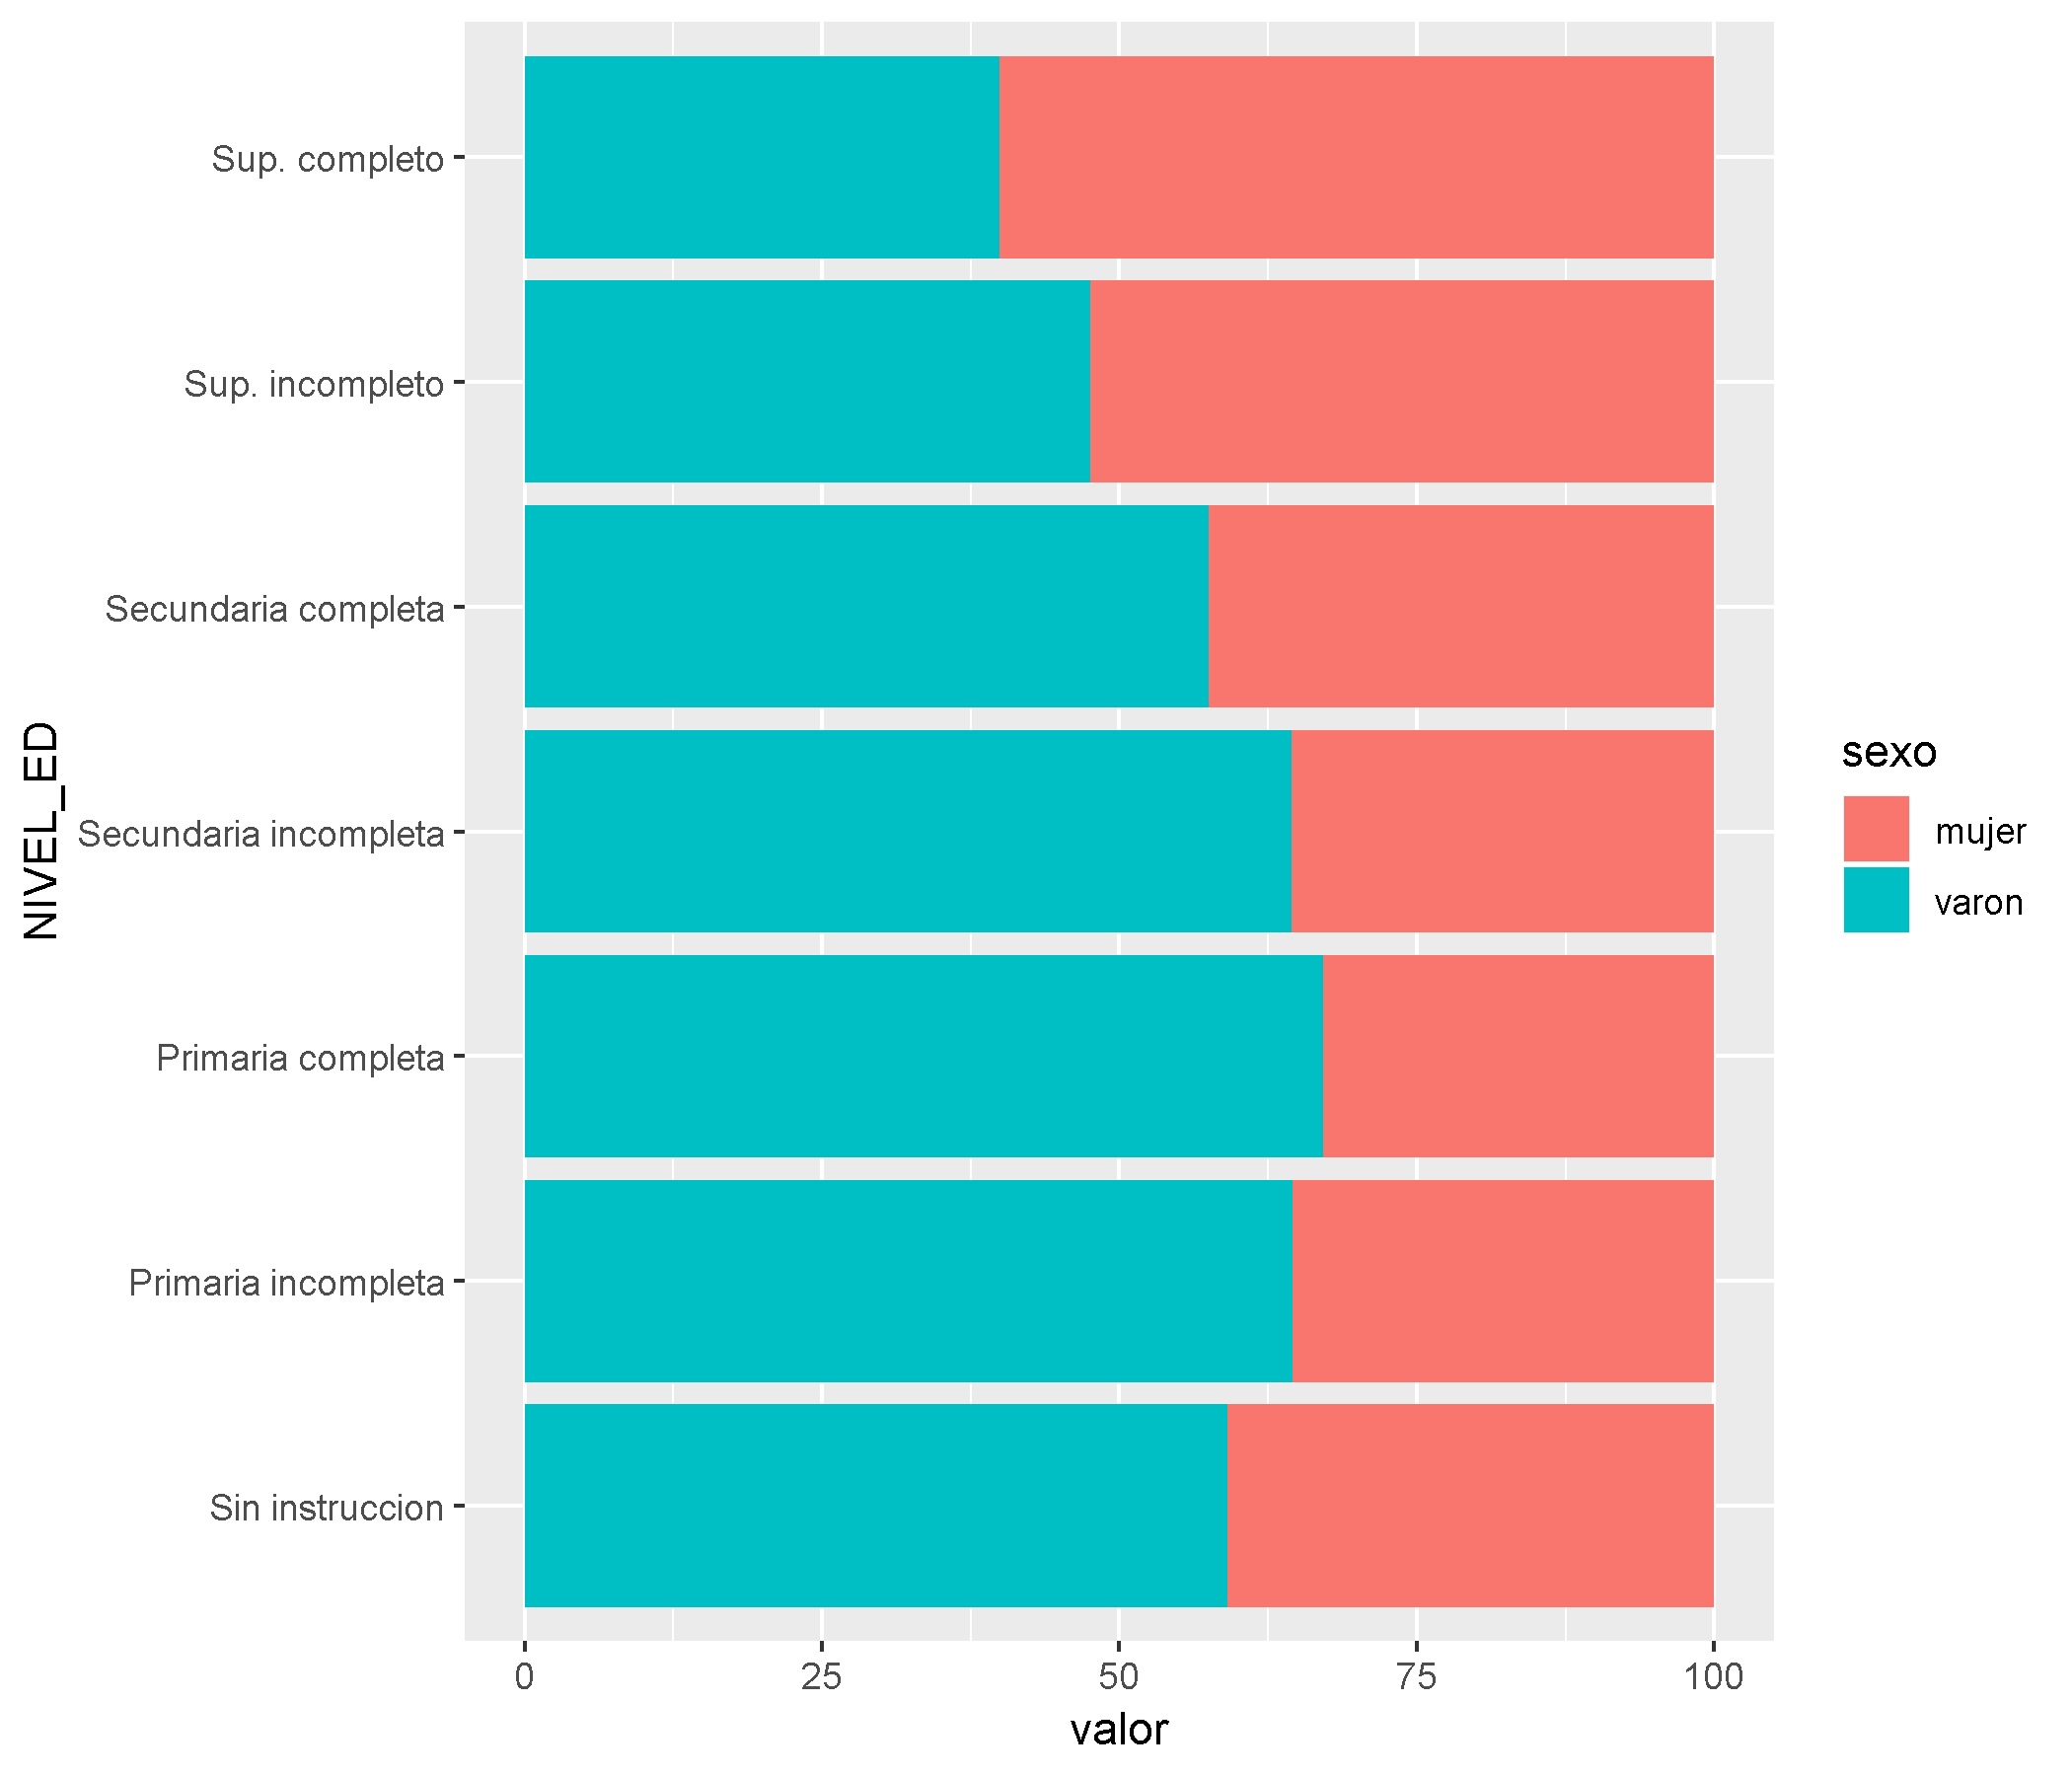 Sup. completo
Sup. incompleto
Secundaria completa
Secundaria incompleta
Primaria completa
Primaria incompleta
Sin instruccion
NIVEL_ED
0 25 50 75 100
valor
sexo
mujer
varon